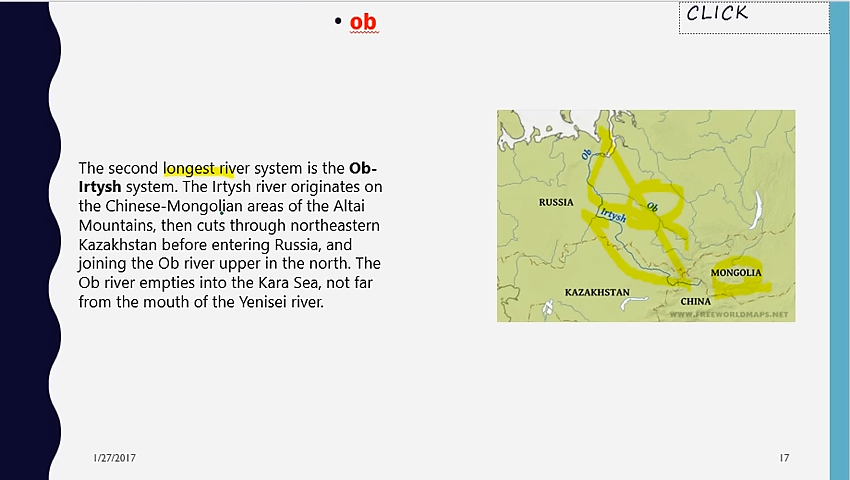 • ob
CLICK
The second longest river system is the Ob-
Irtysh system. The Irtysh river originates on
the Chinese-Mongolian areas of the Altai
Mountains, then cuts through northeastern
Kazakhstan before entering Russia, and
joining the Ob river upper in the north. The
Ob river empties into the Kara Sea, not far
from the mouth of the Yenisei river.
Ob
RUSSIA
Irtysh
Ob
MONGOLIA
KAZAKHSTAN
CHINA
WWW.FREEWORLDMAPS.NET
1/27/2017
17